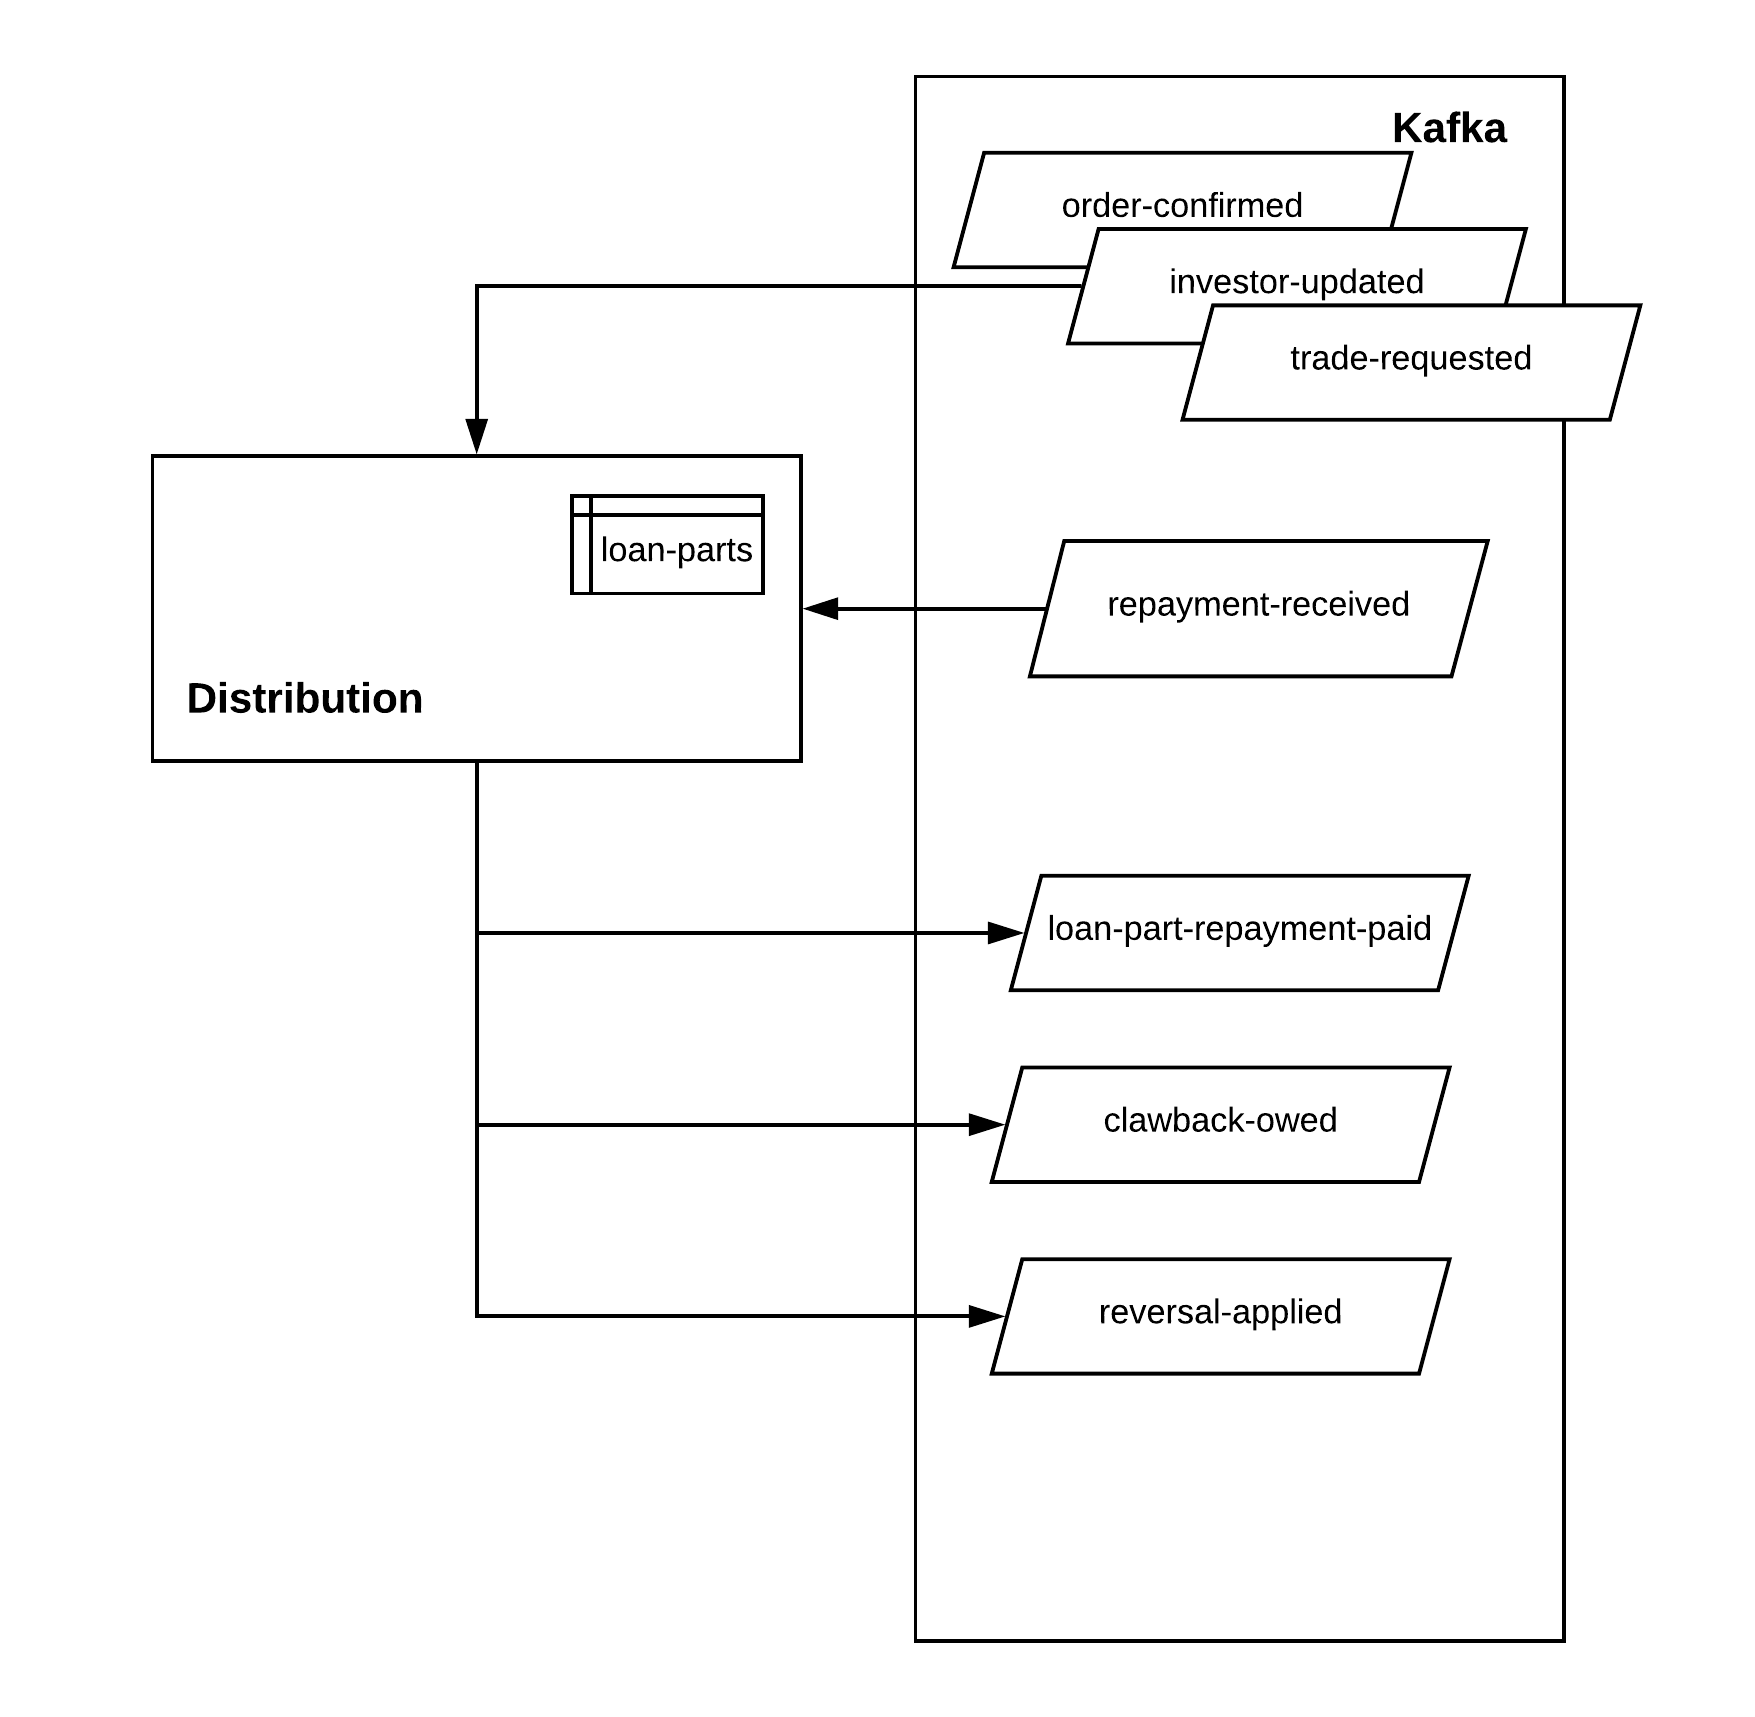 Kafka
order-confirmed
investor-updated
trade-requested
loan-parts
repayment-received
Distribution
loan-part-repayment-paid
clawback-owed
reversal-applied